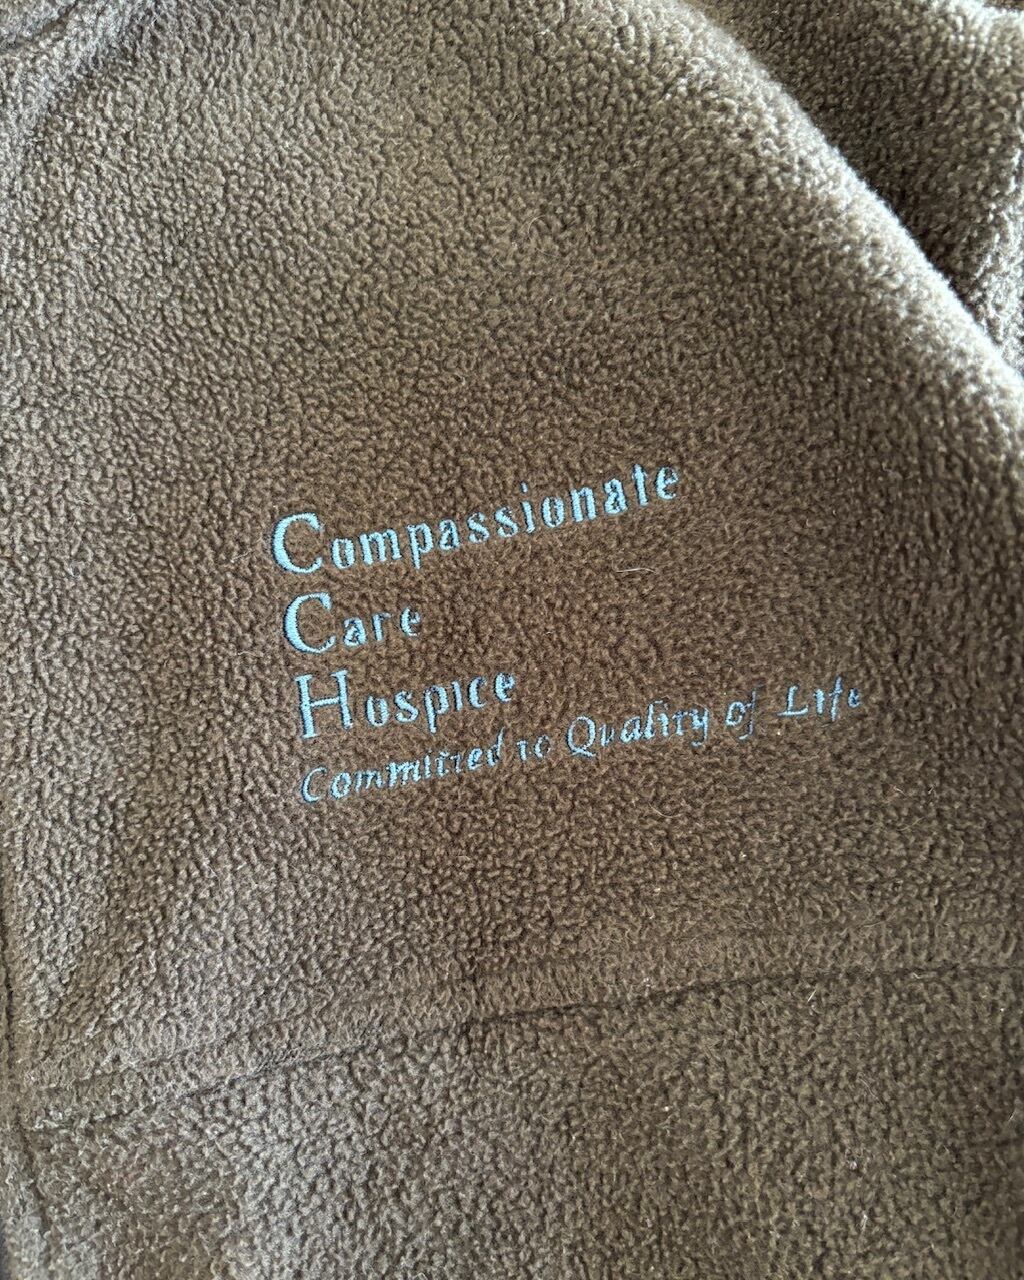 Compassionate
Care
Hospice
Committed to Quality of Life